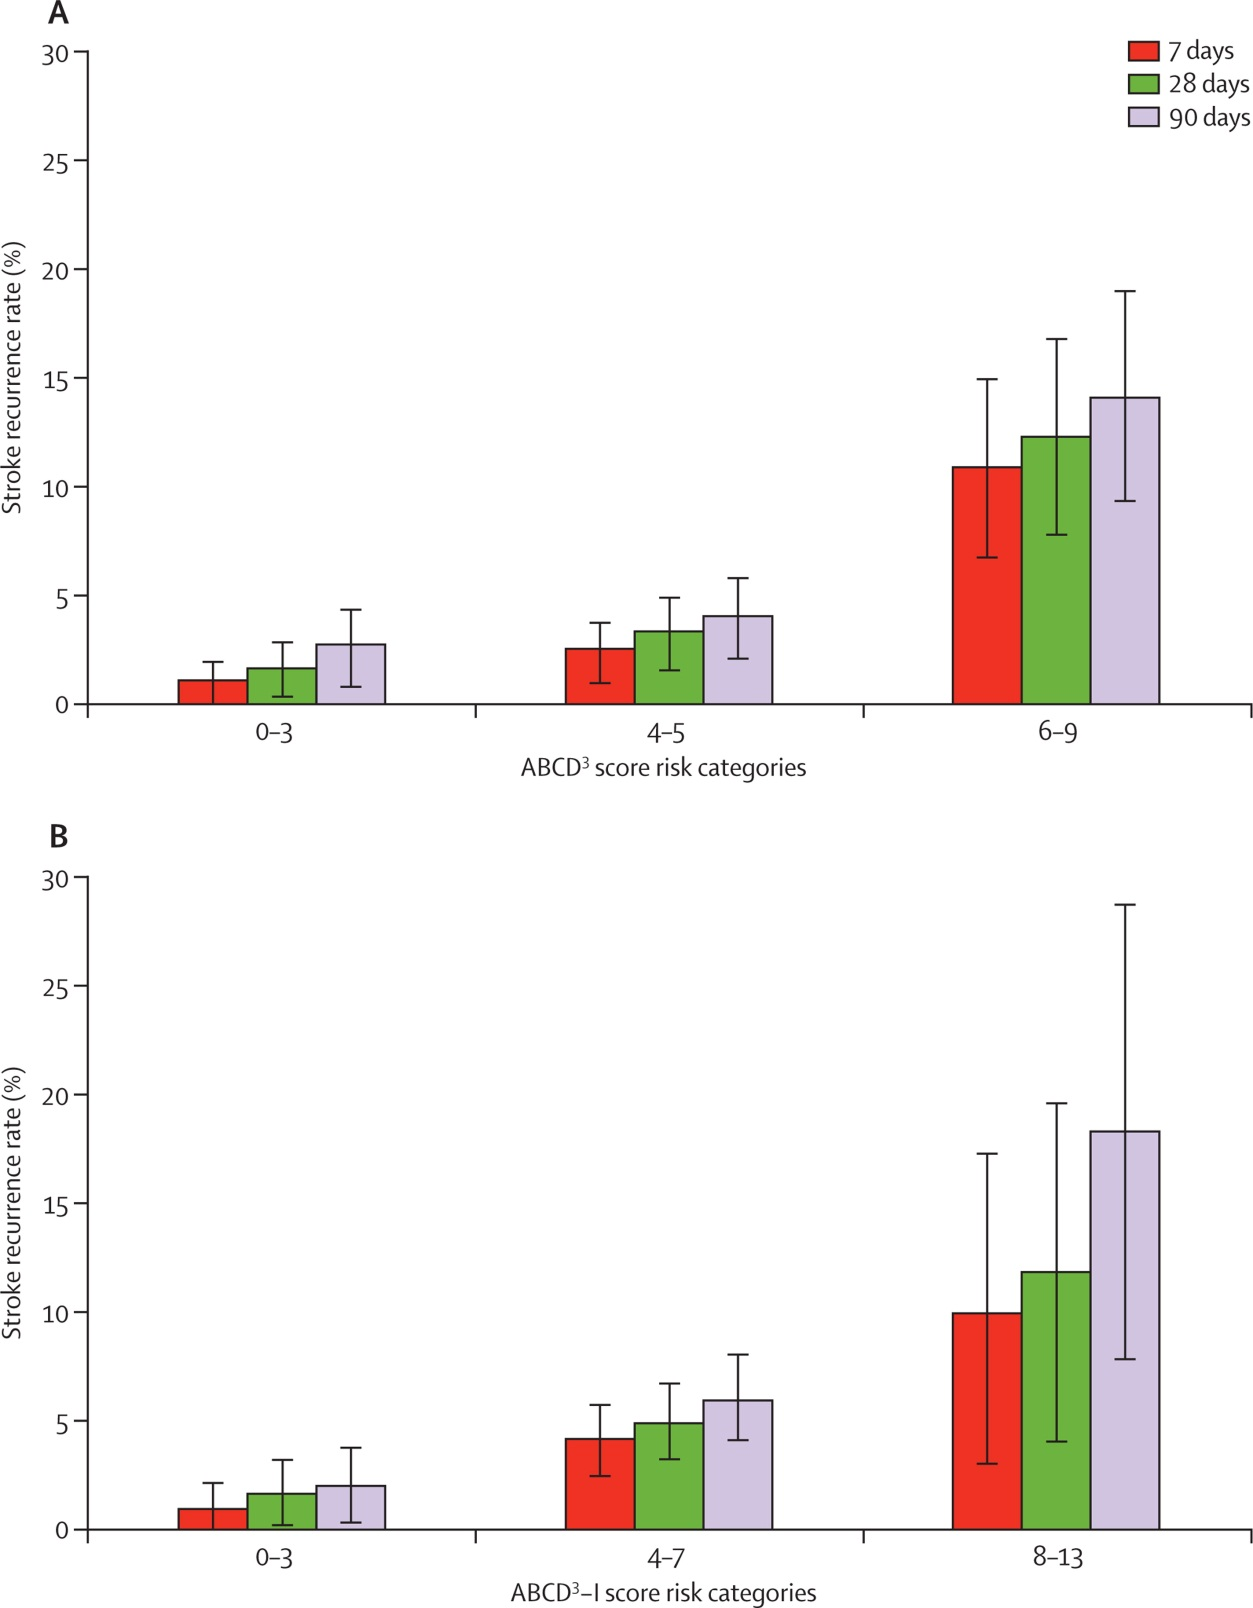 A
30
7 days
28 days
90 days
25
20
15
10
5
0
Stroke recurrence rate (%)
0–3
4–5
6–9
ABCD³ score risk categories
B
30
25
20
15
10
5
0
Stroke recurrence rate (%)
0–3
4–7
8–13
ABCD³–I score risk categories